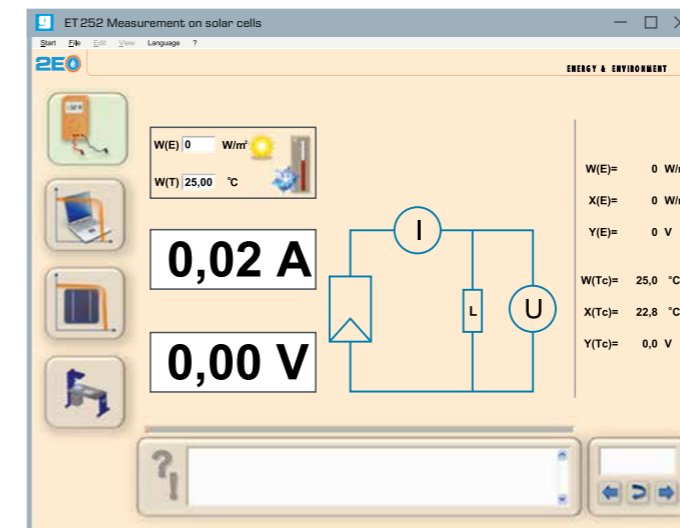 ET 252 Measurement on solar cells
Start File Edit View Language ?
2E0
ENERGY & ENVIRONMENT
W(E) 0 W/m²
W(T) 25,00 °C
0,02 A
0,00 V
I
L
U
W(E)= 0 W/m
X(E)= 0 W/m
Y(E)= 0 V
W(Tc)= 25,0 °C
X(Tc)= 22,8 °C
Y(Tc)= 0,0 V
?!